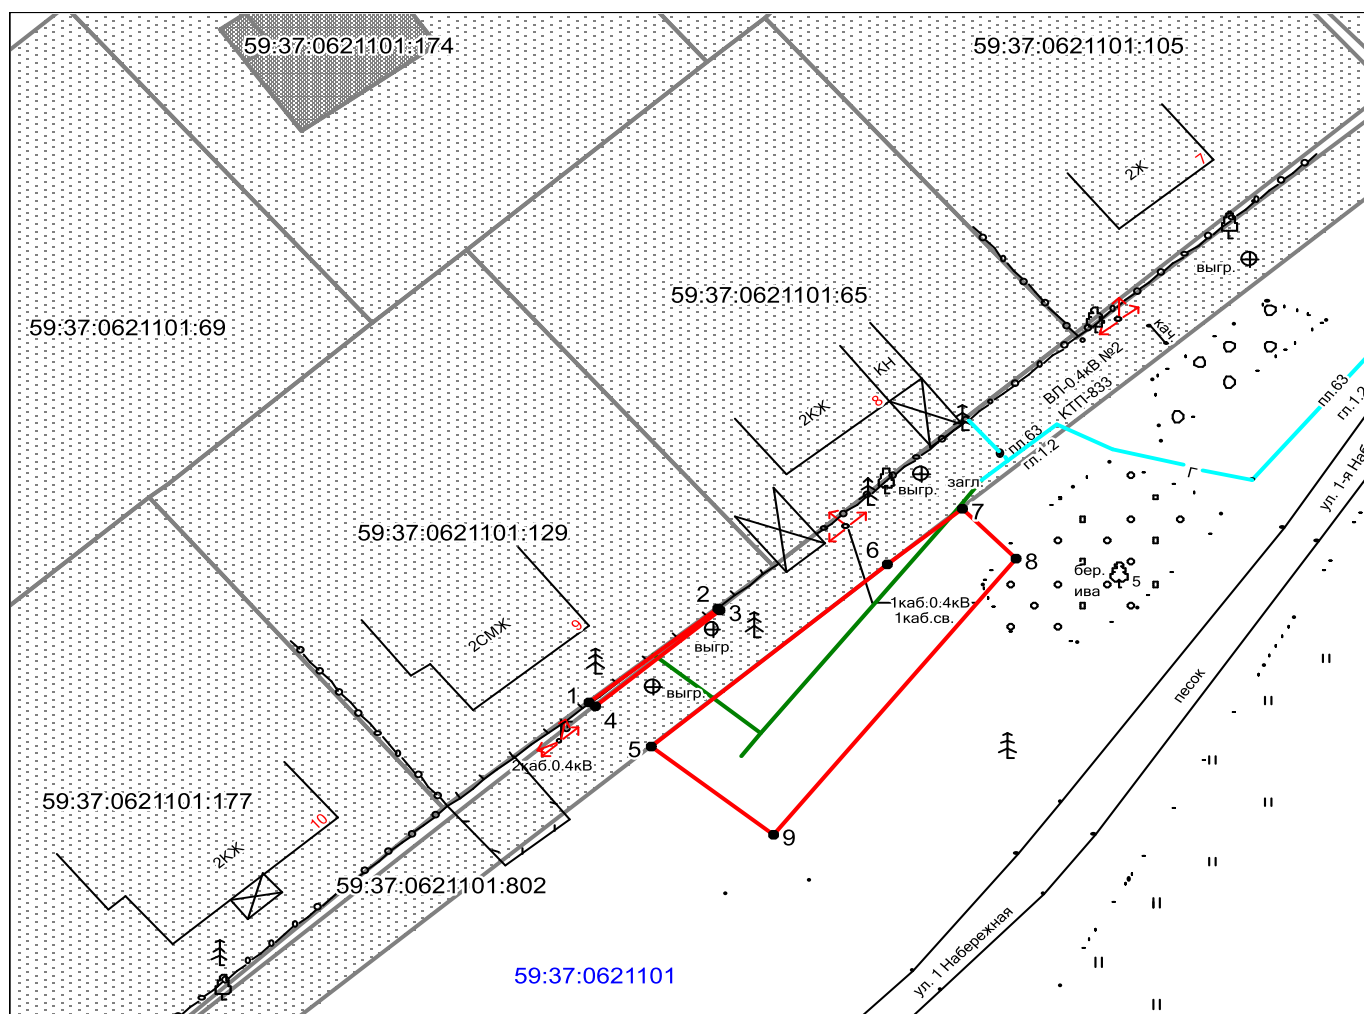 59:37:0621101:174
59:37:0621101:105
2Ж
7
выгр.
59:37:0621101:65
59:37:0621101:69
кач.
КН
ВЛ-0.4кВ №2
КТП-833
8
2КЖ
пл.63
гл.1.2
пл.63
гл.1.2
Г
загл.
выгр.
ул. 1-я Наб
7
59:37:0621101:129
6
8
бер.
ива
5
1каб.0.4кВ
1каб.св.
2
3
9
2СМЖ
выгр.
выгр.
1
4
песок
5
2каб.0.4кВ
59:37:0621101:177
10
9
2КЖ
59:37:0621101:802
ул. 1 Набережная
59:37:0621101